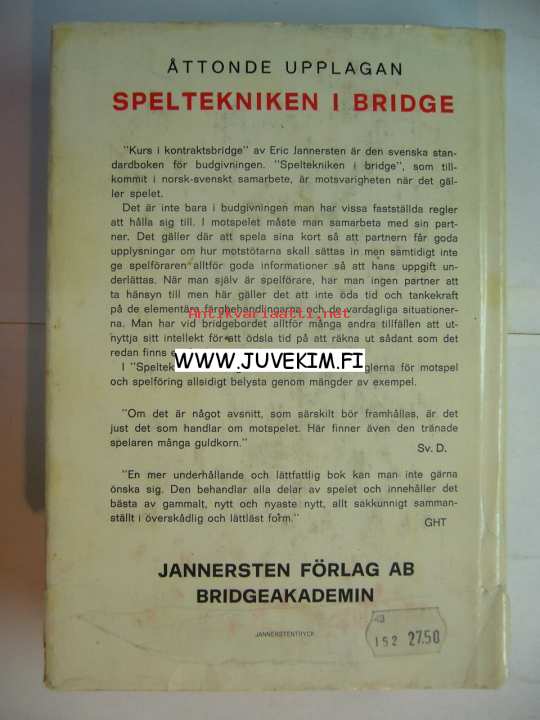 ÅTTONDE UPPLAGAN
SPELTEKNIKEN I BRIDGE
"Kurs i kontraktsbridge" av Eric Jannersten är den svenska stan-
dardboken för budgivningen. "Speltekniken i bridge", som till-
kommit i norsk-svenskt samarbete, är motsvarigheten när det gäl-
ler spelet.
Det är inte bara i budgivningen man har vissa fastställda regler
att hålla sig till. I motspelet måste man samarbeta med sin part-
ner. Det gäller där att spela sina kort så att partnern får goda
upplysningar om hur motstötarna skall sättas in men samtidigt inte
ge spelföraren alltför goda informationer så att hans uppgift un-
derlättas. När man själv är spelförare, har man ingen partner att
ta hänsyn till men här gäller det att inte öda tid och tankekraft
på de elementära färgbehandlingarna och de vardagliga situationer-
na. Man har vid bridgebordet alltför många andra tillfällen att ut-
nyttja sitt intellekt för att ödsla tid på att räkna ut sådant som det
redan finns
I "Spelt glerna för motspel
och spelföring allsidigt belysta genom mängder av exempel.
"Om det är något avsnitt, som särskilt bör framhållas, är det
just det som handlar om motspelet. Här finner även den tränade
spelaren många guldkorn."
Sv. D.
"En mer underhållande och lättfattlig bok kan man inte gärna
önska sig. Den behandlar alla delar av spelet och innehåller det
bästa av gammalt, nytt och nyaste nytt, allt sakkunnigt samman-
ställt i överskådlig och lättläst form."
GHT
JANNERSTEN FÖRLAG AB
BRIDGEAKADEMIN
JANNERSTENTRYCK
43
152 27.50
Antikvariaatti.net
WWW.JUVEKIM.FI